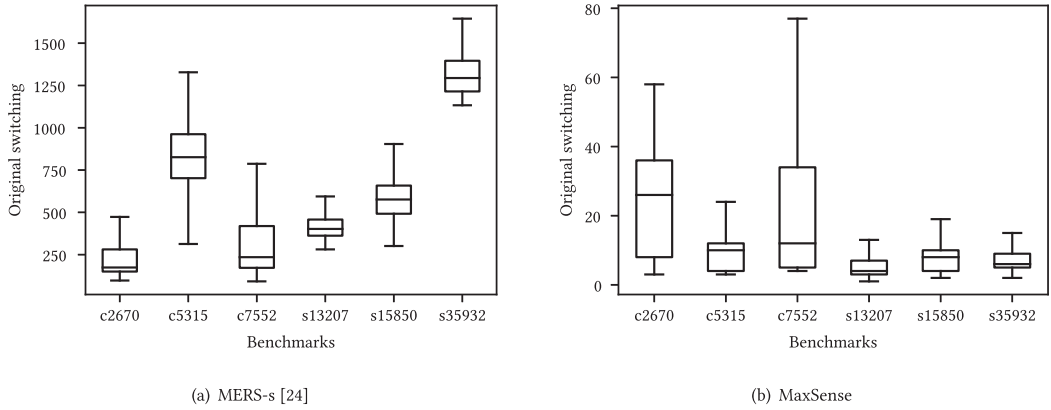 Original switching
1500
1250
1000
750
500
250
c2670 c5315 c7552 s13207 s15850 s35932
Benchmarks
(a) MERS-s [24]
Original switching
80
60
40
20
0
c2670 c5315 c7552 s13207 s15850 s35932
Benchmarks
(b) MaxSense